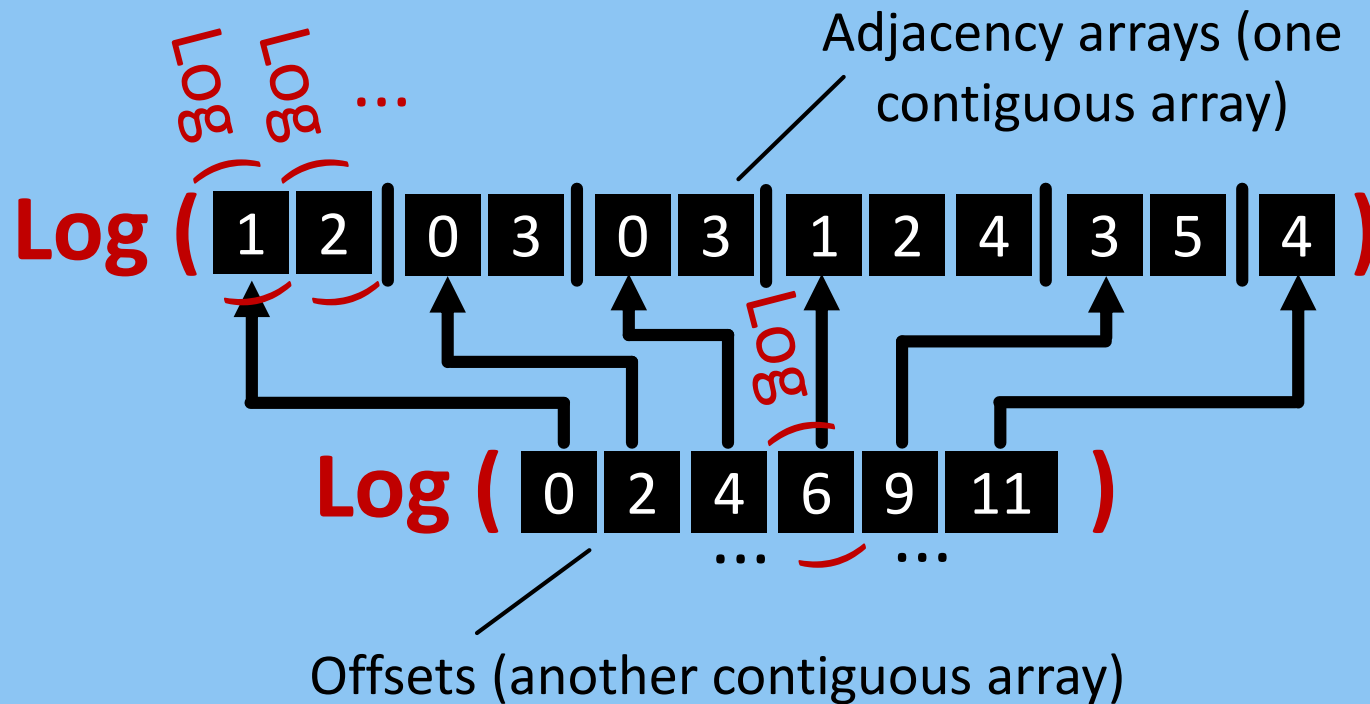 Log Log ...
Adjacency arrays (one
contiguous array)
Log ( ( 1 ) ( 2 ) | 0 3 | 0 3 | 1 2 4 | 3 5 | 4 )
Log
Log ( 0 2 4 ( 6 ) 9 11 )
... ...
Offsets (another contiguous array)